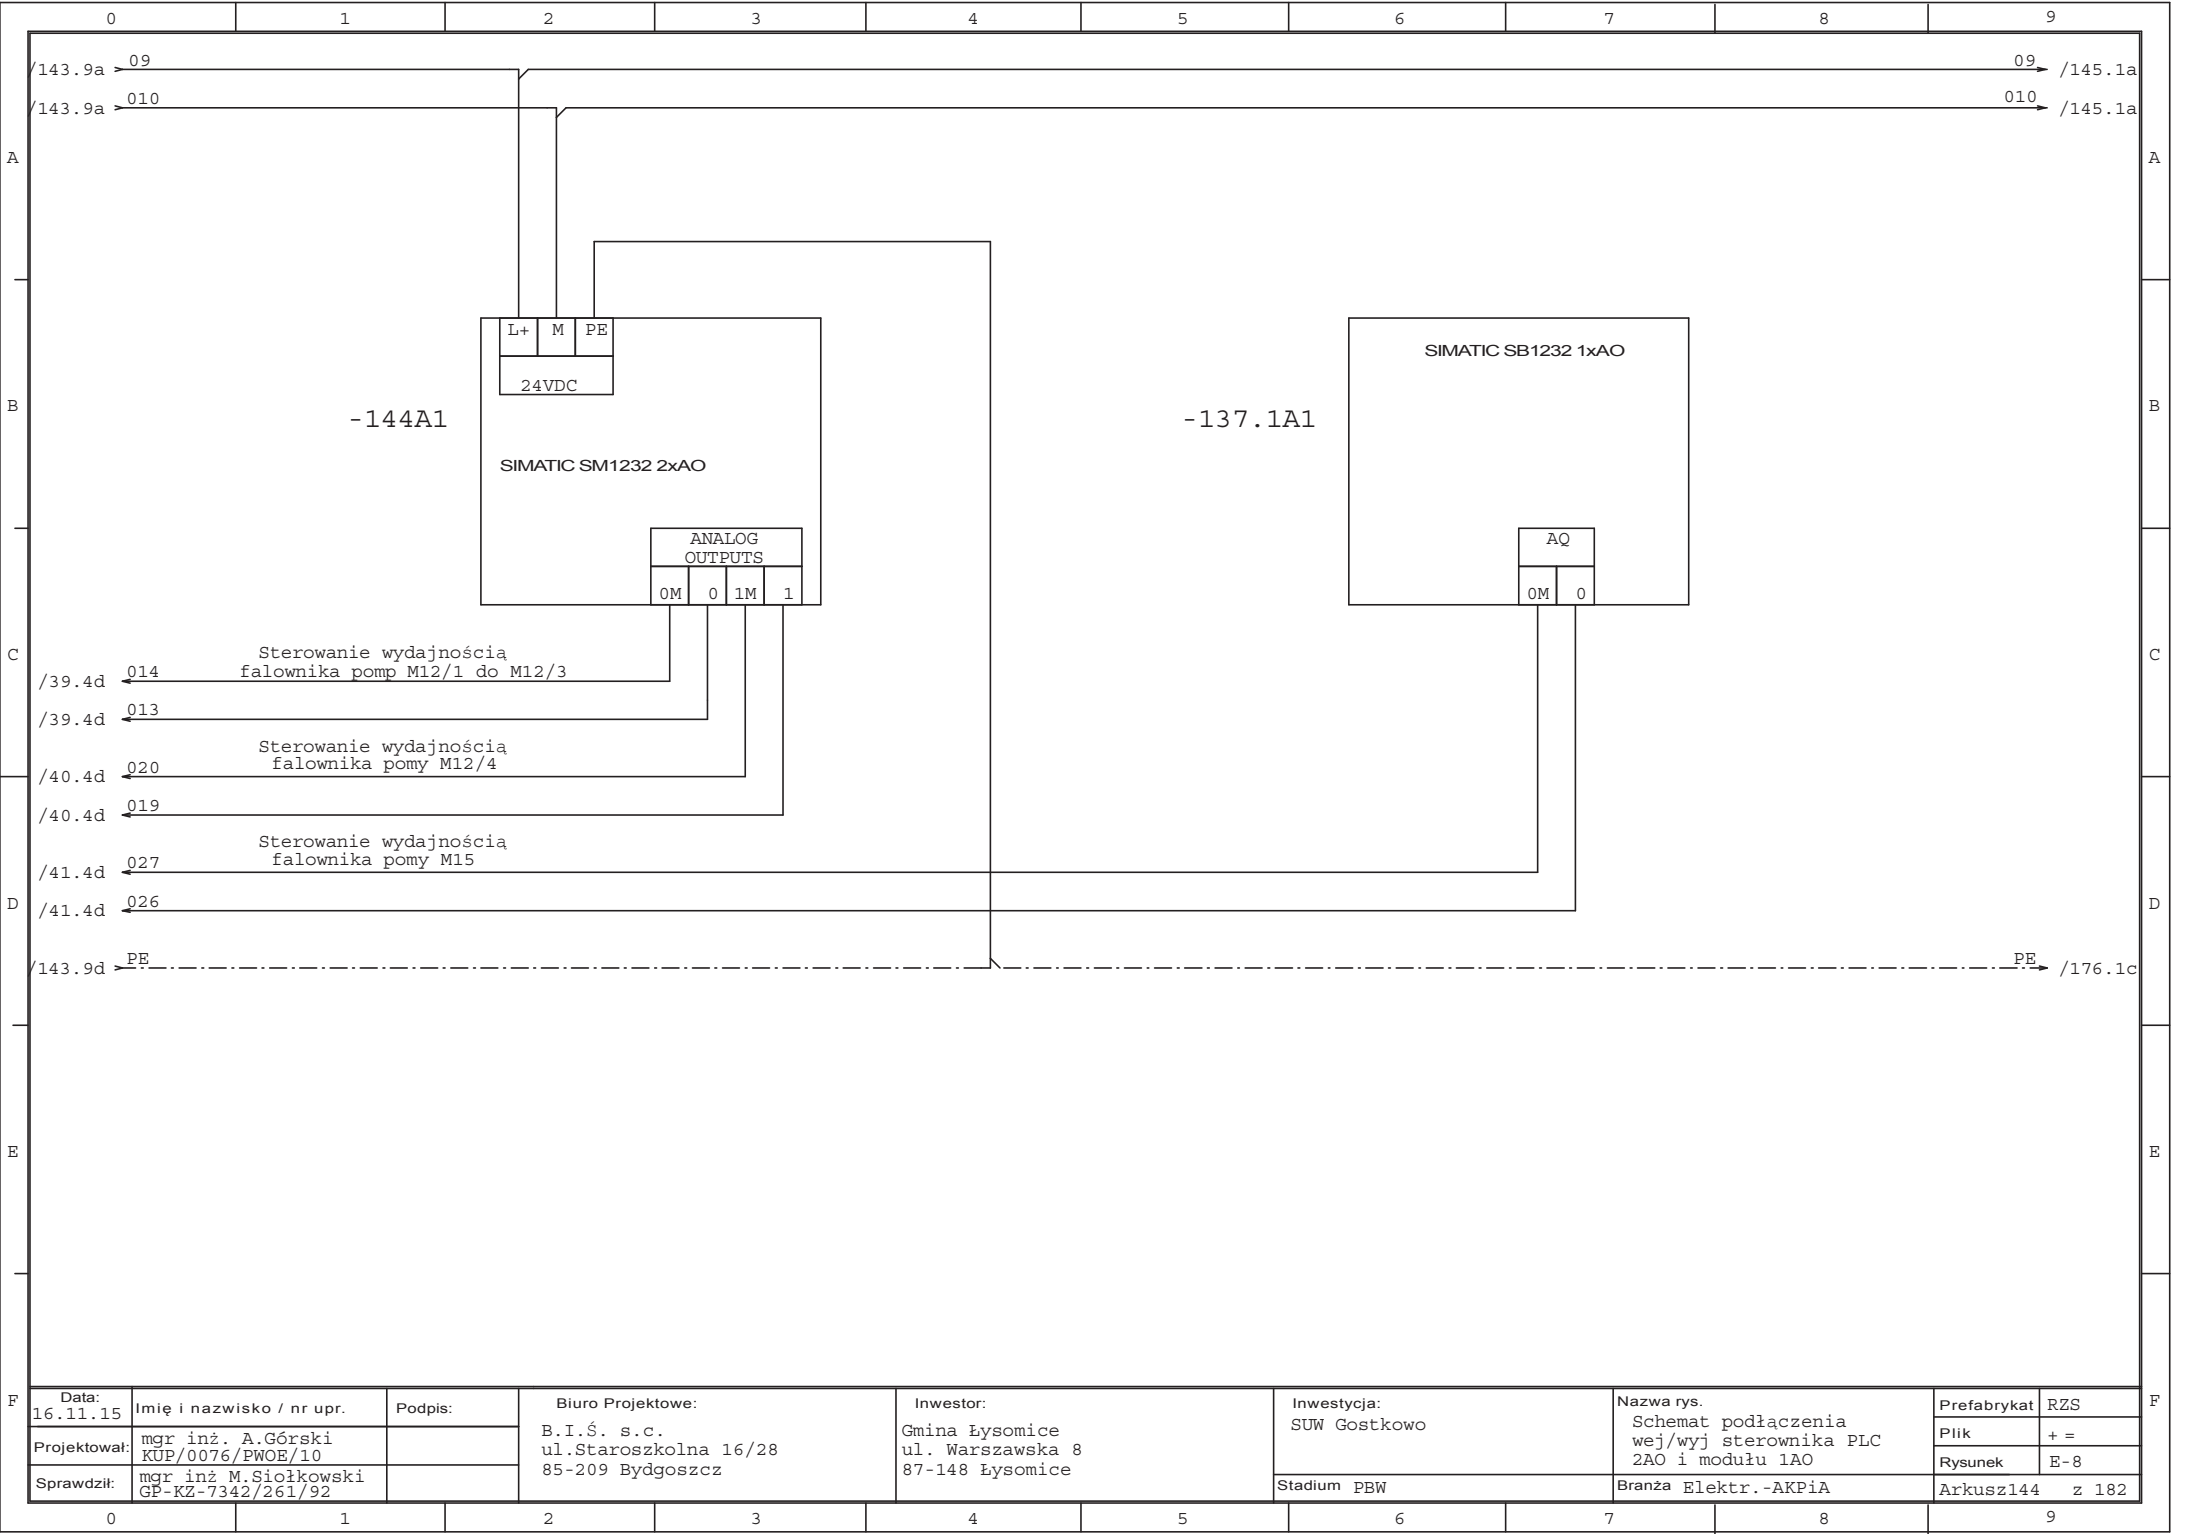 0 1 2 3 4 5 6 7 8 9
/143.9a 09 09 /145.1a
/143.9a 010 010 /145.1a
A A
L+ M PE
24VDC
SIMATIC SB1232 1xAO
B -144A1 -137.1A1 B
SIMATIC SM1232 2xAO
ANALOG
OUTPUTS
AQ
0M 0 1M 1
0M 0
C C
Sterowanie wydajnością
falownika pomp M12/1 do M12/3
/39.4d 014
/39.4d 013
Sterowanie wydajnością
falownika pomy M12/4
/40.4d 020
/40.4d 019
Sterowanie wydajnością
falownika pomy M15
/41.4d 027
D D
/41.4d 026
/143.9d PE PE /176.1c
E E
F F
Data:
16.11.15
Imię i nazwisko / nr upr.
Podpis:
Projektował:
mgr inż. A.Górski
KUP/0076/PWOE/10
Sprawdził:
mgr inż M.Siołkowski
GP-KZ-7342/261/92
Biuro Projektowe:
B.I.Ś. s.c.
ul.Staroszkolna 16/28
85-209 Bydgoszcz
Inwestor:
Gmina Łysomice
ul. Warszawska 8
87-148 Łysomice
Inwestycja:
SUW Gostkowo
Stadium PBW
Nazwa rys.
Schemat podłączenia
wej/wyj sterownika PLC
2AO i modułu 1AO
Branża Elektr.-AKPiA
Prefabrykat RZS
Plik + =
Rysunek E-8
Arkusz144 z 182
0 1 2 3 4 5 6 7 8 9